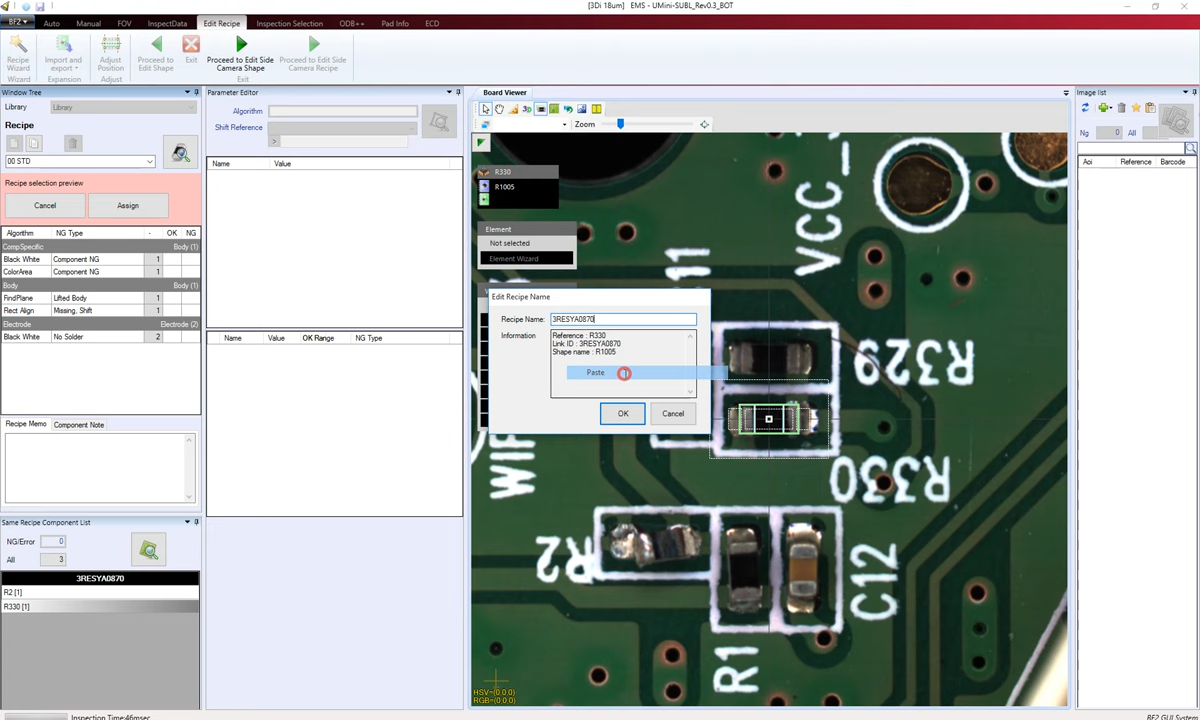 [3Di 18um]   EMS - UMini-SUBL_Rev0.3_BOT
BF2
Auto
Manual
FOV
InspectData
Edit Recipe
Inspection Selection
ODB++
Pad Info
ECD
Recipe
Wizard
Import and
export
Adjust
Position
Proceed to
Edit Shape
Exit
Proceed to Edit Side
Camera Shape
Proceed to Edit Side
Camera Recipe
Wizard
Expansion
Adjust
Exit
Window Tree
Library
Library
Recipe
00 STD
Recipe selection preview
Cancel
Assign
Algorithm NG Type - OK NG
CompSpecific Body (1)
Black White Component NG 1
ColorArea Component NG 1
Body Body (1)
FindPlane Lifted Body 1
Rect Align Missing, Shift 1
Electrode Electrode (2)
Black White No Solder 2
Recipe Memo
Component Note
Same Recipe Component List
NG/Error 0
All 3
3RESYA0870
R2 [1]
R330 [1]
Inspection Time:46msec
Parameter Editor
Algorithm
Shift Reference
>
Name Value
Name Value OK Range NG Type
Board Viewer
3D
Zoom
R330
R1005
Element
Not selected
Element Wizard
Edit Recipe Name
Recipe Name: 3RESYA0870
Information
Reference : R330
Link ID : 3RESYA0870
Shape name : R1005
Paste
OK
Cancel
VCC_
11
R329
R330
WIF
R2
C12
R1
HSV=(0,0,0)
RGB=(0,0,0)
Image list
Ng 0 All
Aoi Reference Barcode
BF2 GUI System